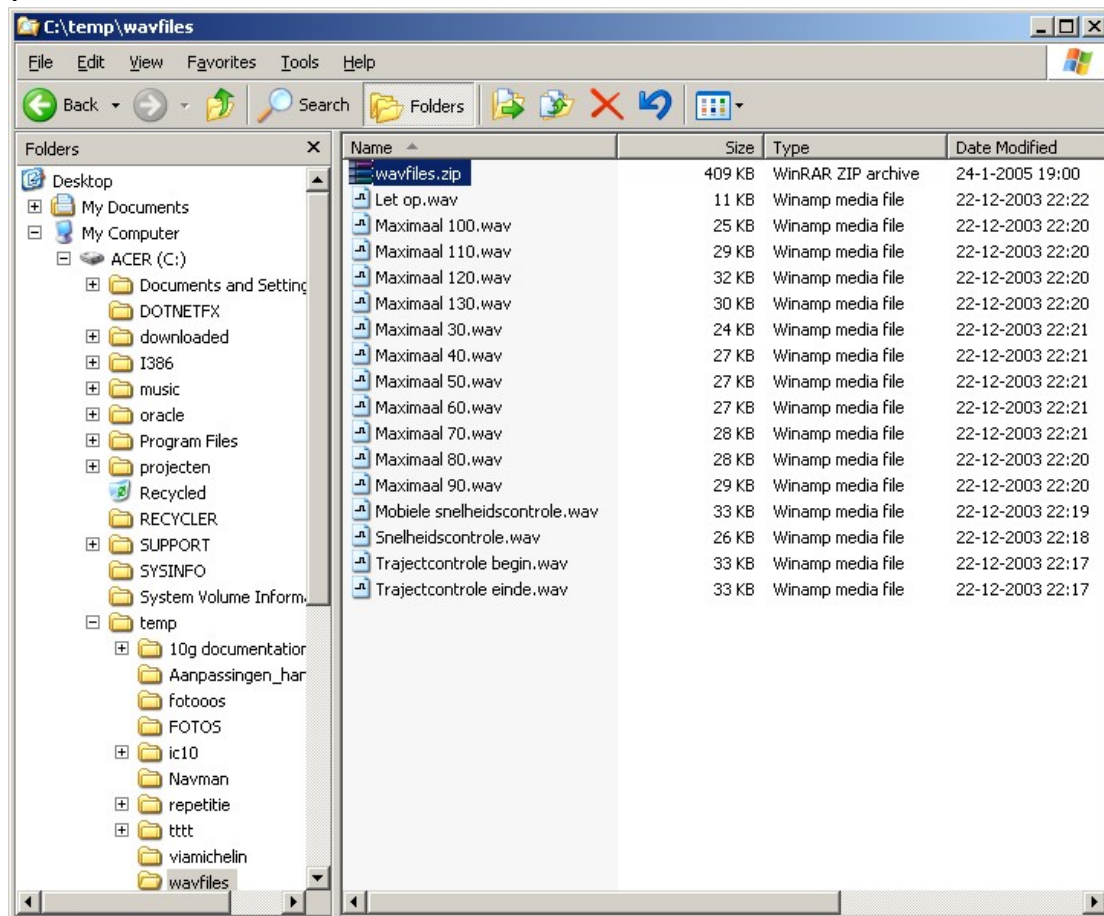 C:\temp\wavfiles
File Edit View Favorites Tools Help
Back Search Folders
Folders
Desktop
My Documents
My Computer
ACER (C:)
Documents and Setting
DOTNETFX
downloaded
I386
music
oracle
Program Files
projecten
Recycled
RECYCLER
SUPPORT
SYSINFO
System Volume Inform
temp
10g documentation
Aanpassingen_har
fotooos
FOTOS
ic10
Navman
repetitie
tttt
viamichelin
wavfiles
Name Size Type Date Modified
wavfiles.zip 409 KB WinRAR ZIP archive 24-1-2005 19:00
Let op.wav 11 KB Winamp media file 22-12-2003 22:22
Maximaal 100.wav 25 KB Winamp media file 22-12-2003 22:20
Maximaal 110.wav 29 KB Winamp media file 22-12-2003 22:20
Maximaal 120.wav 32 KB Winamp media file 22-12-2003 22:20
Maximaal 130.wav 30 KB Winamp media file 22-12-2003 22:20
Maximaal 30.wav 24 KB Winamp media file 22-12-2003 22:21
Maximaal 40.wav 27 KB Winamp media file 22-12-2003 22:21
Maximaal 50.wav 27 KB Winamp media file 22-12-2003 22:21
Maximaal 60.wav 27 KB Winamp media file 22-12-2003 22:21
Maximaal 70.wav 28 KB Winamp media file 22-12-2003 22:21
Maximaal 80.wav 28 KB Winamp media file 22-12-2003 22:20
Maximaal 90.wav 29 KB Winamp media file 22-12-2003 22:20
Mobiele snelheidscontrole.wav 33 KB Winamp media file 22-12-2003 22:19
Snelheidscontrole.wav 26 KB Winamp media file 22-12-2003 22:18
Trajectcontrole begin.wav 33 KB Winamp media file 22-12-2003 22:17
Trajectcontrole einde.wav 33 KB Winamp media file 22-12-2003 22:17